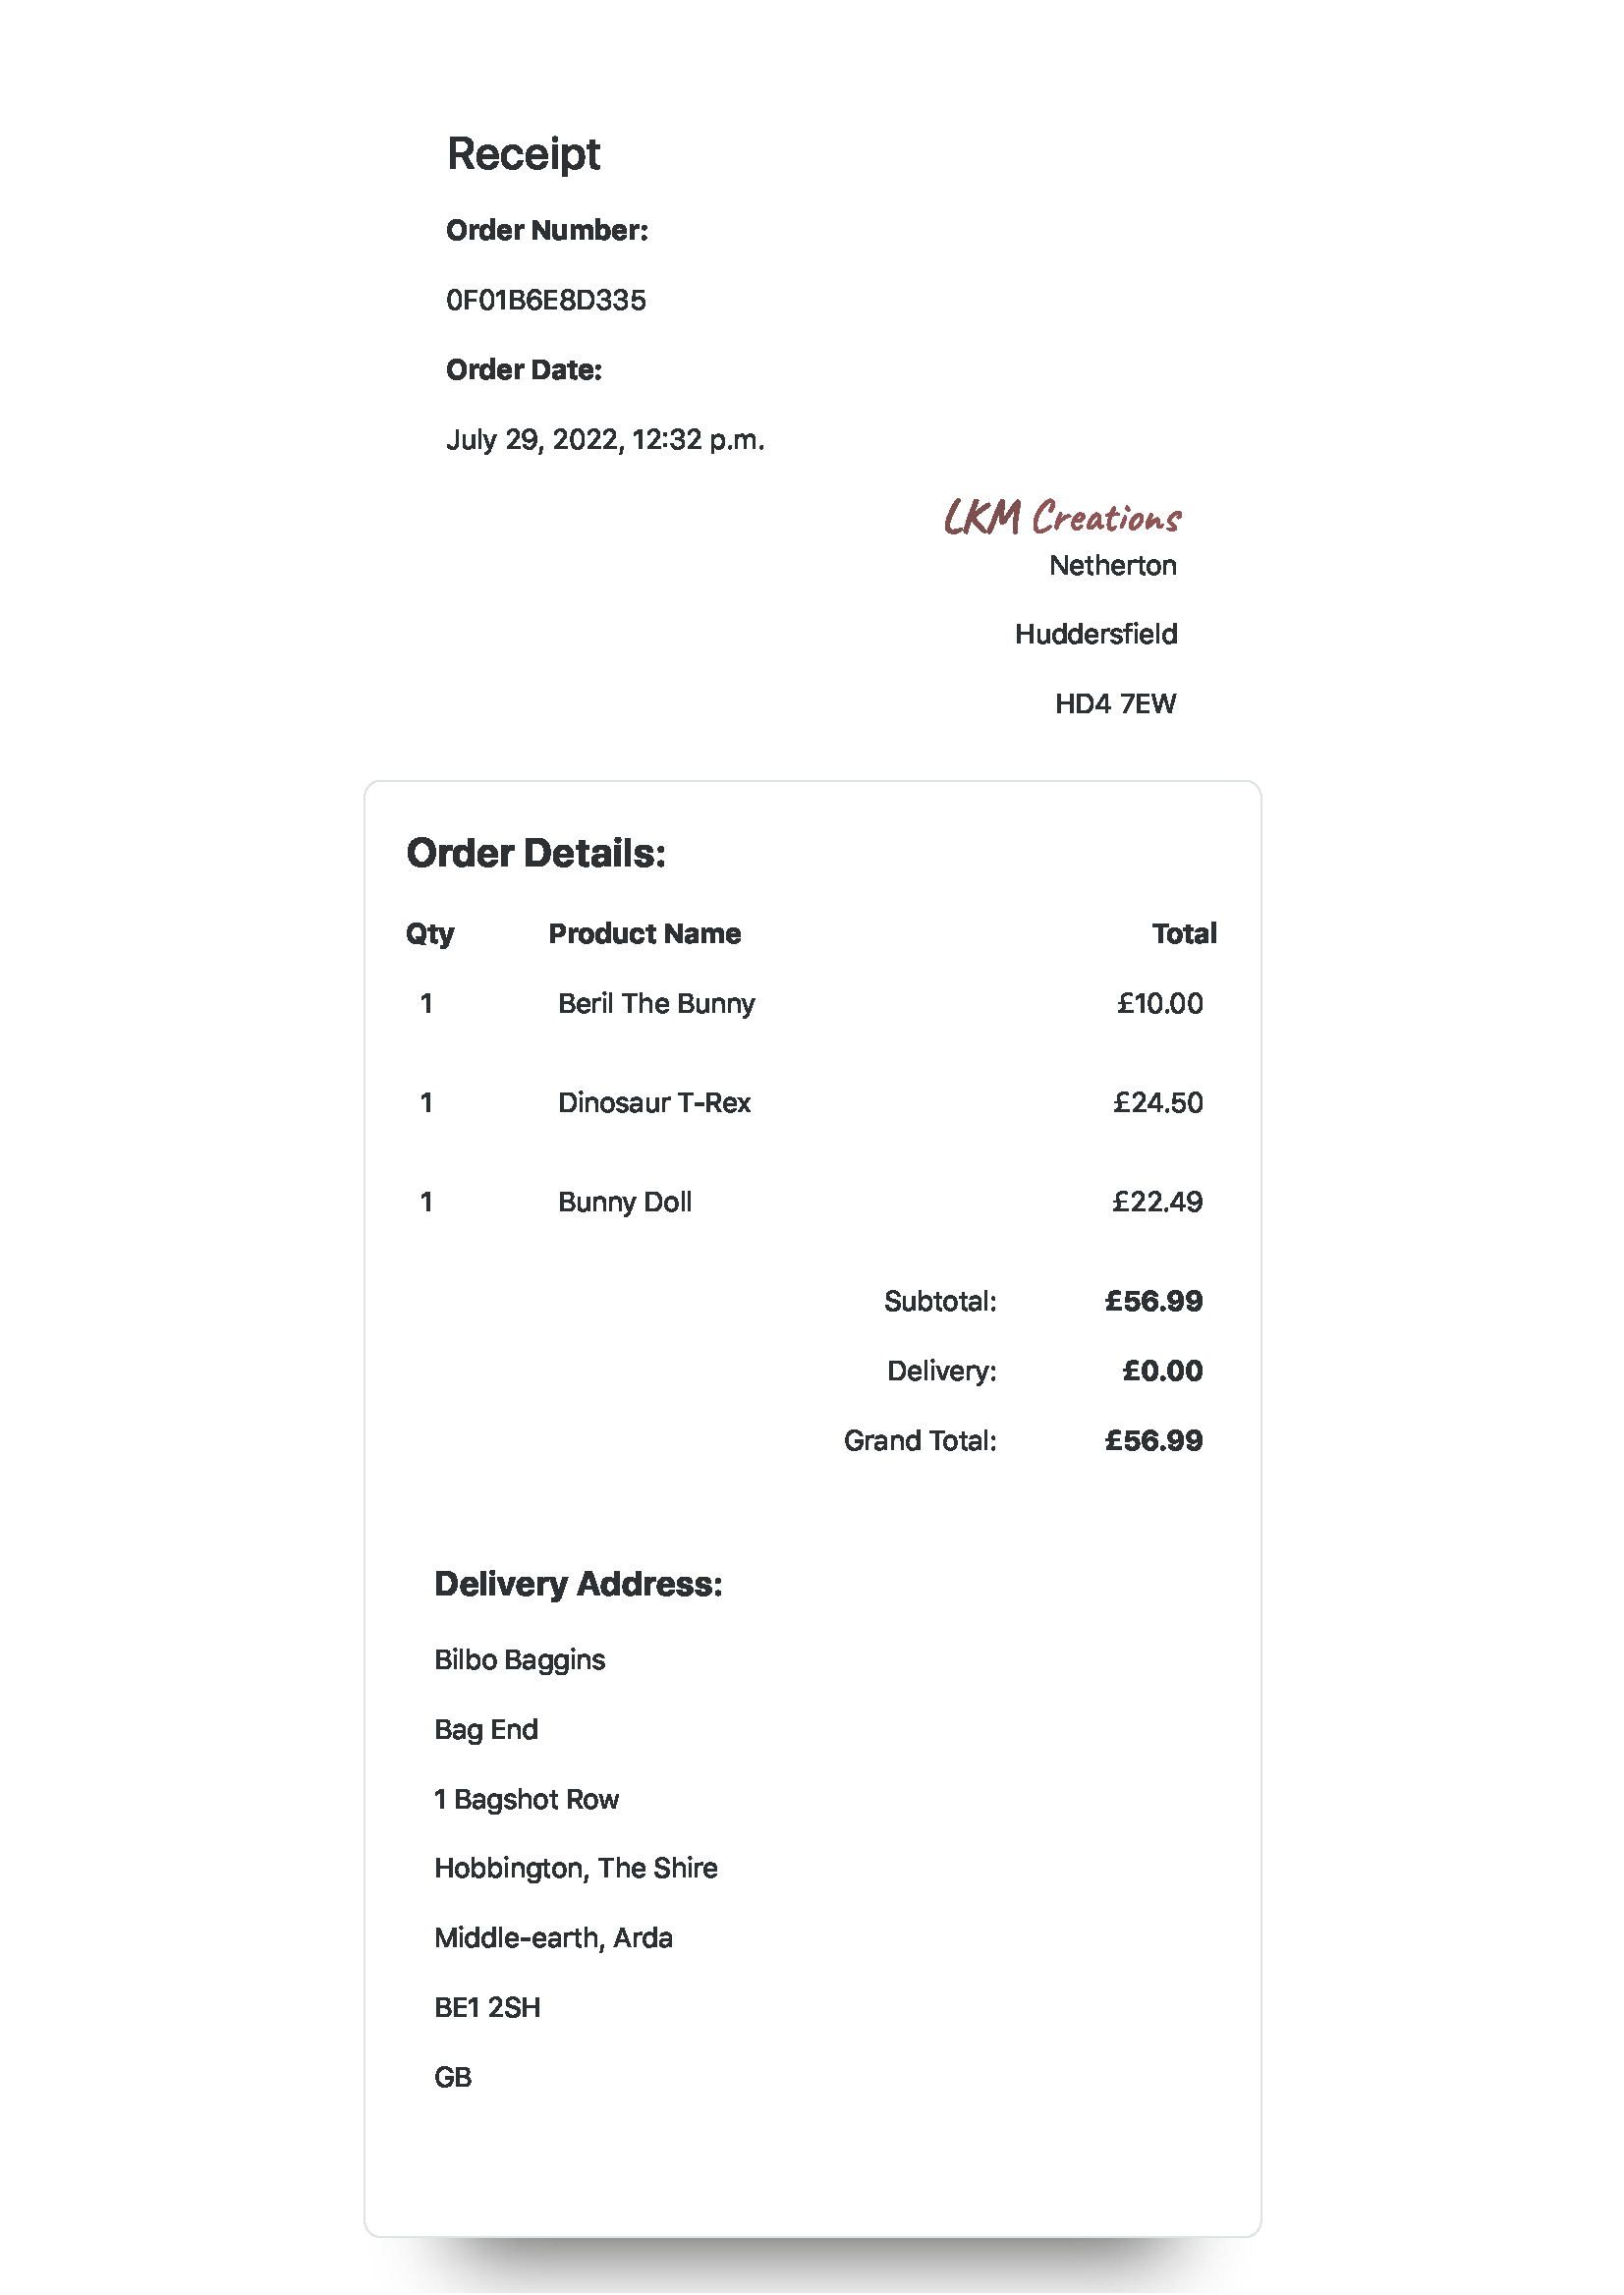 Receipt
Order Number:
0F01B6E8D335
Order Date:
July 29, 2022, 12:32 p.m.
LKM Creations
Netherton
Huddersfield
HD4 7EW
Order Details:
Qty Product Name Total
1 Beril The Bunny £10.00
1 Dinosaur T-Rex £24.50
1 Bunny Doll £22.49
Subtotal: £56.99
Delivery: £0.00
Grand Total: £56.99
Delivery Address:
Bilbo Baggins
Bag End
1 Bagshot Row
Hobbington, The Shire
Middle-earth, Arda
BE1 2SH
GB